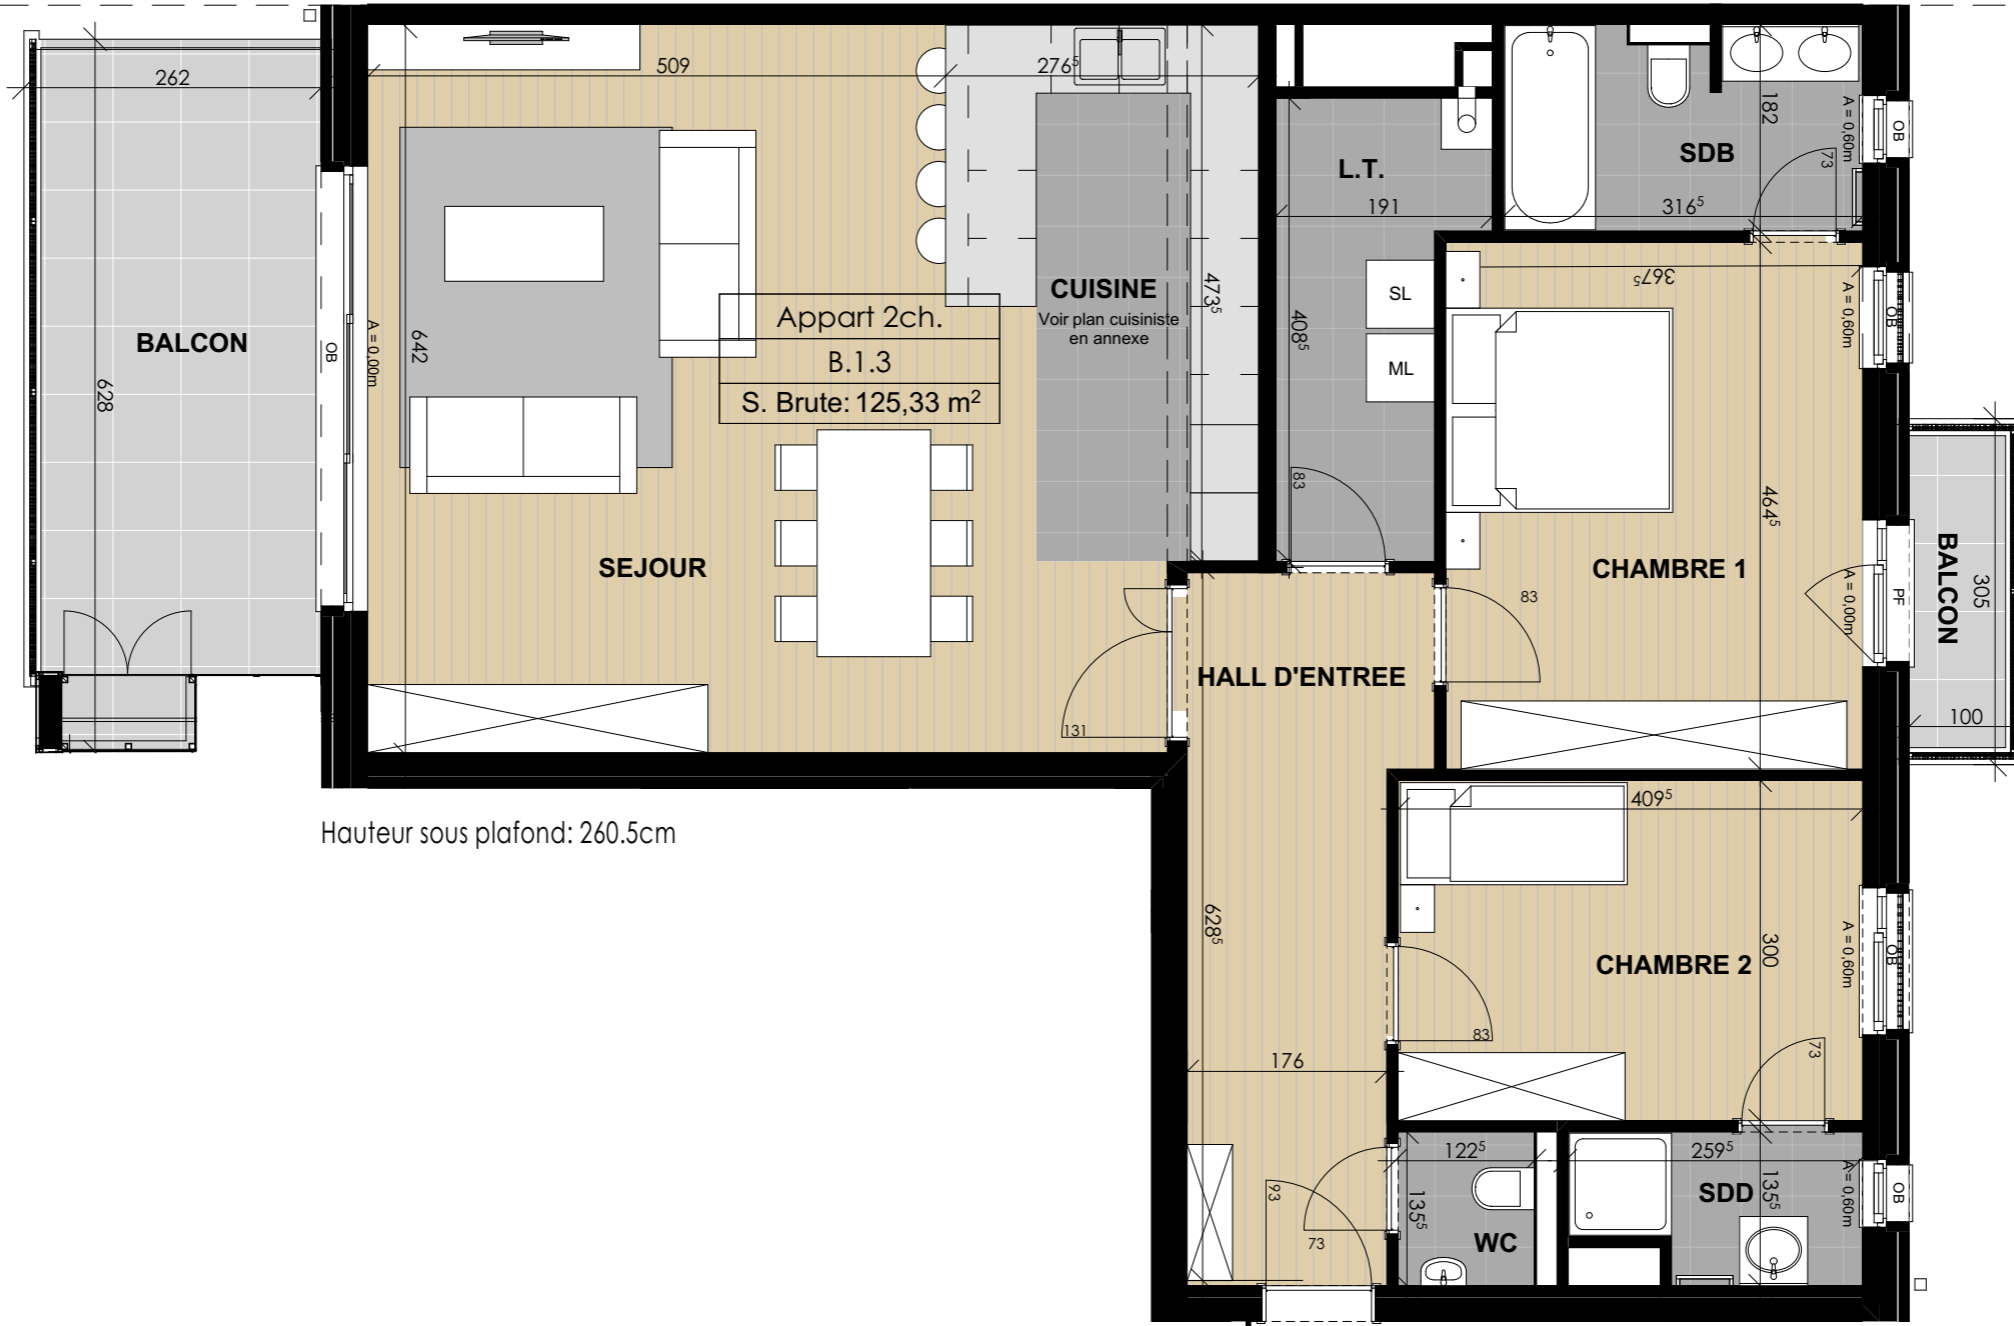 262
509
276⁵
182
A = 0,60m
OB
SDB
73
L.T.
191
316⁵
BALCON
628
OB
A = 0,00m
642
CUISINE
Voir plan cuisiniste
en annexe
473⁵
Appart 2ch.
B.1.3
S. Brute: 125,33 m²
408⁵
SL
ML
83
367⁵
A = 0,60m
OB
464⁵
SEJOUR
CHAMBRE 1
83
A = 0,00m
PF
BALCON
305
100
HALL D'ENTREE
131
Hauteur sous plafond: 260.5cm
409⁵
628⁵
300
CHAMBRE 2
A = 0,60m
OB
83
73
176
122⁵
259⁵
135⁵
WC
SDD
135⁵
A = 0,60m
OB
93
73